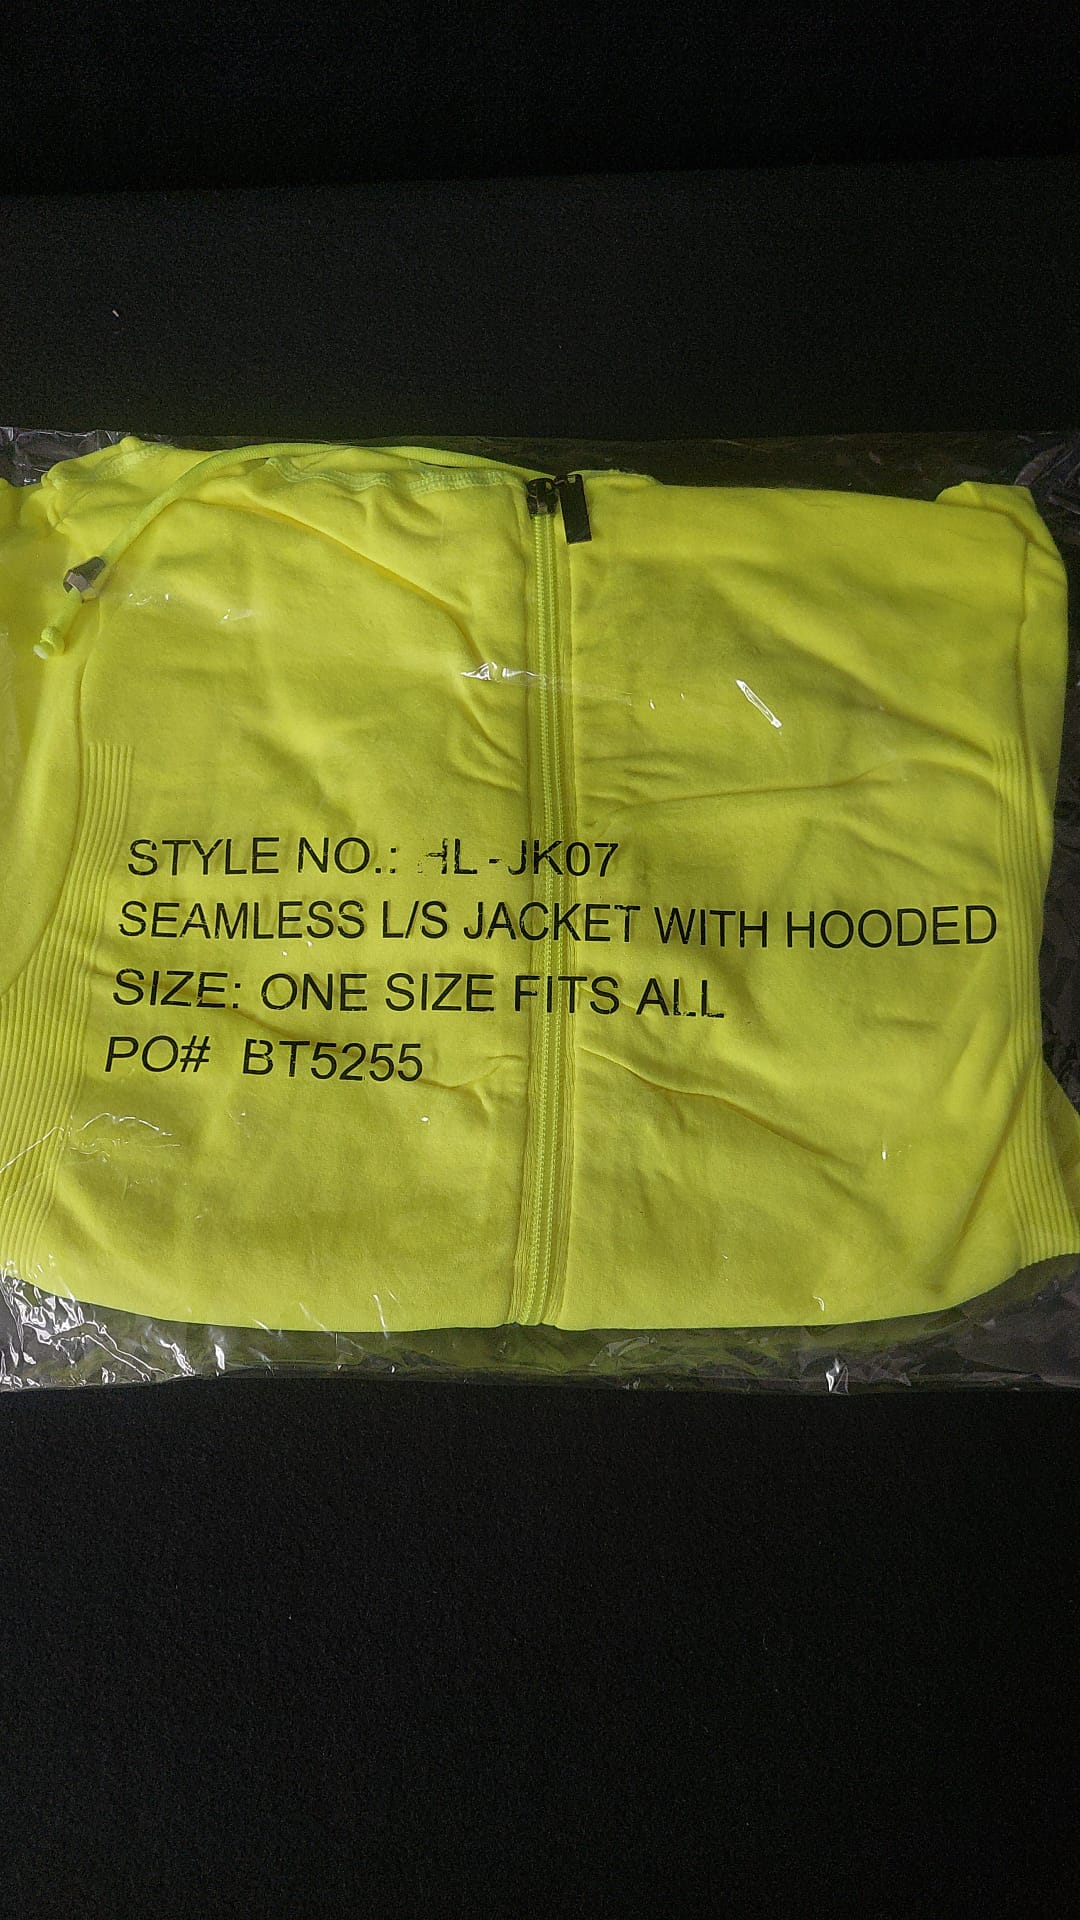 STYLE NO.: HL-JK07
SEAMLESS L/S JACKET WITH HOODED
SIZE: ONE SIZE FITS ALL
PO# BT5255